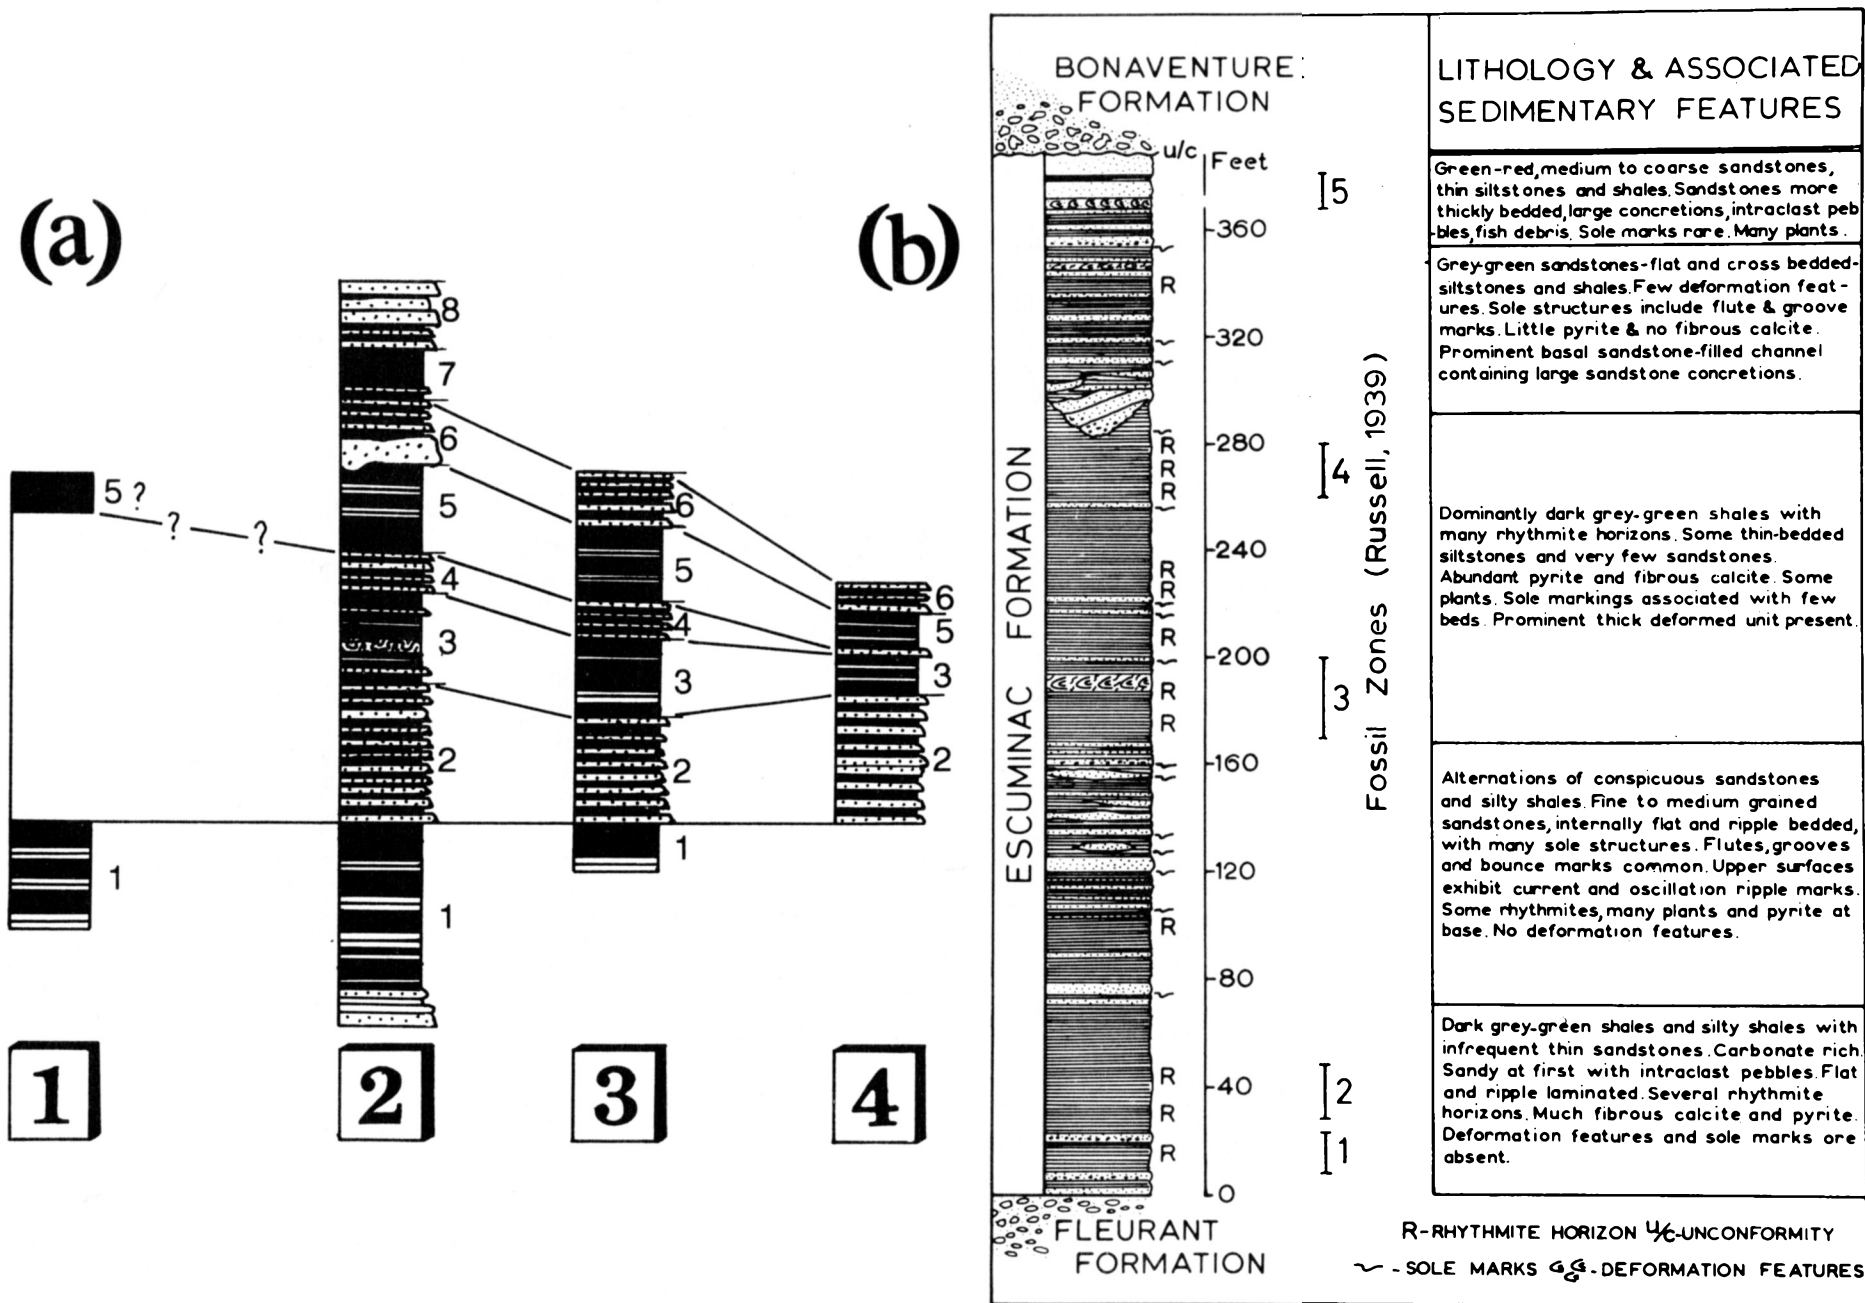 (a)
8
7
6
5
4
3
2
1
5?
?
?
1
6
5
4
3
2
1
6
5
3
2
1
2
3
4
(b)
BONAVENTURE
FORMATION
u/c
Feet
360
320
280
240
200
160
120
80
40
0
R
R
R
R
R
R
R
R
R
R
R
R
R
ESCUMINAC FORMATION
FLEURANT
FORMATION
5
4
3
2
1
Fossil Zones (Russell, 1939)
LITHOLOGY & ASSOCIATED
SEDIMENTARY FEATURES
Green-red, medium to coarse sandstones,
thin siltstones and shales. Sandstones more
thickly bedded, large concretions, intraclast peb
-bles, fish debris. Sole marks rare. Many plants.
Grey-green sandstones-flat and cross bedded-
siltstones and shales. Few deformation feat-
ures. Sole structures include flute & groove
marks. Little pyrite & no fibrous calcite.
Prominent basal sandstone-filled channel
containing large sandstone concretions.
Dominantly dark grey-green shales with
many rhythmite horizons. Some thin-bedded
siltstones and very few sandstones.
Abundant pyrite and fibrous calcite. Some
plants. Sole markings associated with few
beds. Prominent thick deformed unit present.
Alternations of conspicuous sandstones
and silty shales. Fine to medium grained
sandstones, internally flat and ripple bedded,
with many sole structures. Flutes, grooves
and bounce marks common. Upper surfaces
exhibit current and oscillation ripple marks.
Some rhythmites, many plants and pyrite at
base. No deformation features.
Dark grey-green shales and silty shales with
infrequent thin sandstones. Carbonate rich.
Sandy at first with intraclast pebbles. Flat
and ripple laminated. Several rhythmite
horizons. Much fibrous calcite and pyrite.
Deformation features and sole marks are
absent.
R-RHYTHMITE HORIZON u/c-UNCONFORMITY
- SOLE MARKS - DEFORMATION FEATURES